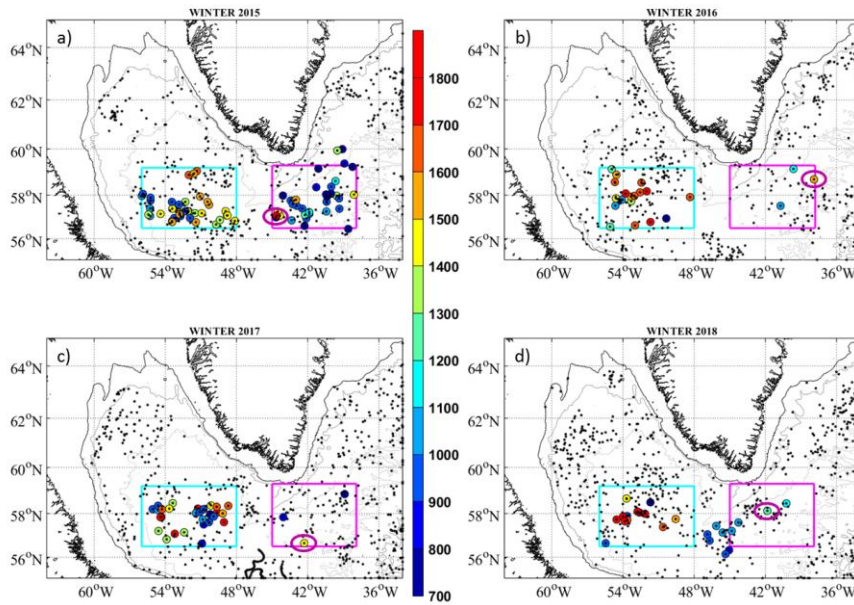 WINTER 2015
a)
64°N
62°N
60°N
58°N
56°N
60°W 54°W 48°W 42°W 36°W
1800
1700
1600
1500
1400
1300
1200
1100
1000
900
800
700
WINTER 2016
b)
64°N
62°N
60°N
58°N
56°N
60°W 54°W 48°W 42°W 36°W
WINTER 2017
c)
64°N
62°N
60°N
58°N
56°N
60°W 54°W 48°W 42°W 36°W
WINTER 2018
d)
64°N
62°N
60°N
58°N
56°N
60°W 54°W 48°W 42°W 36°W